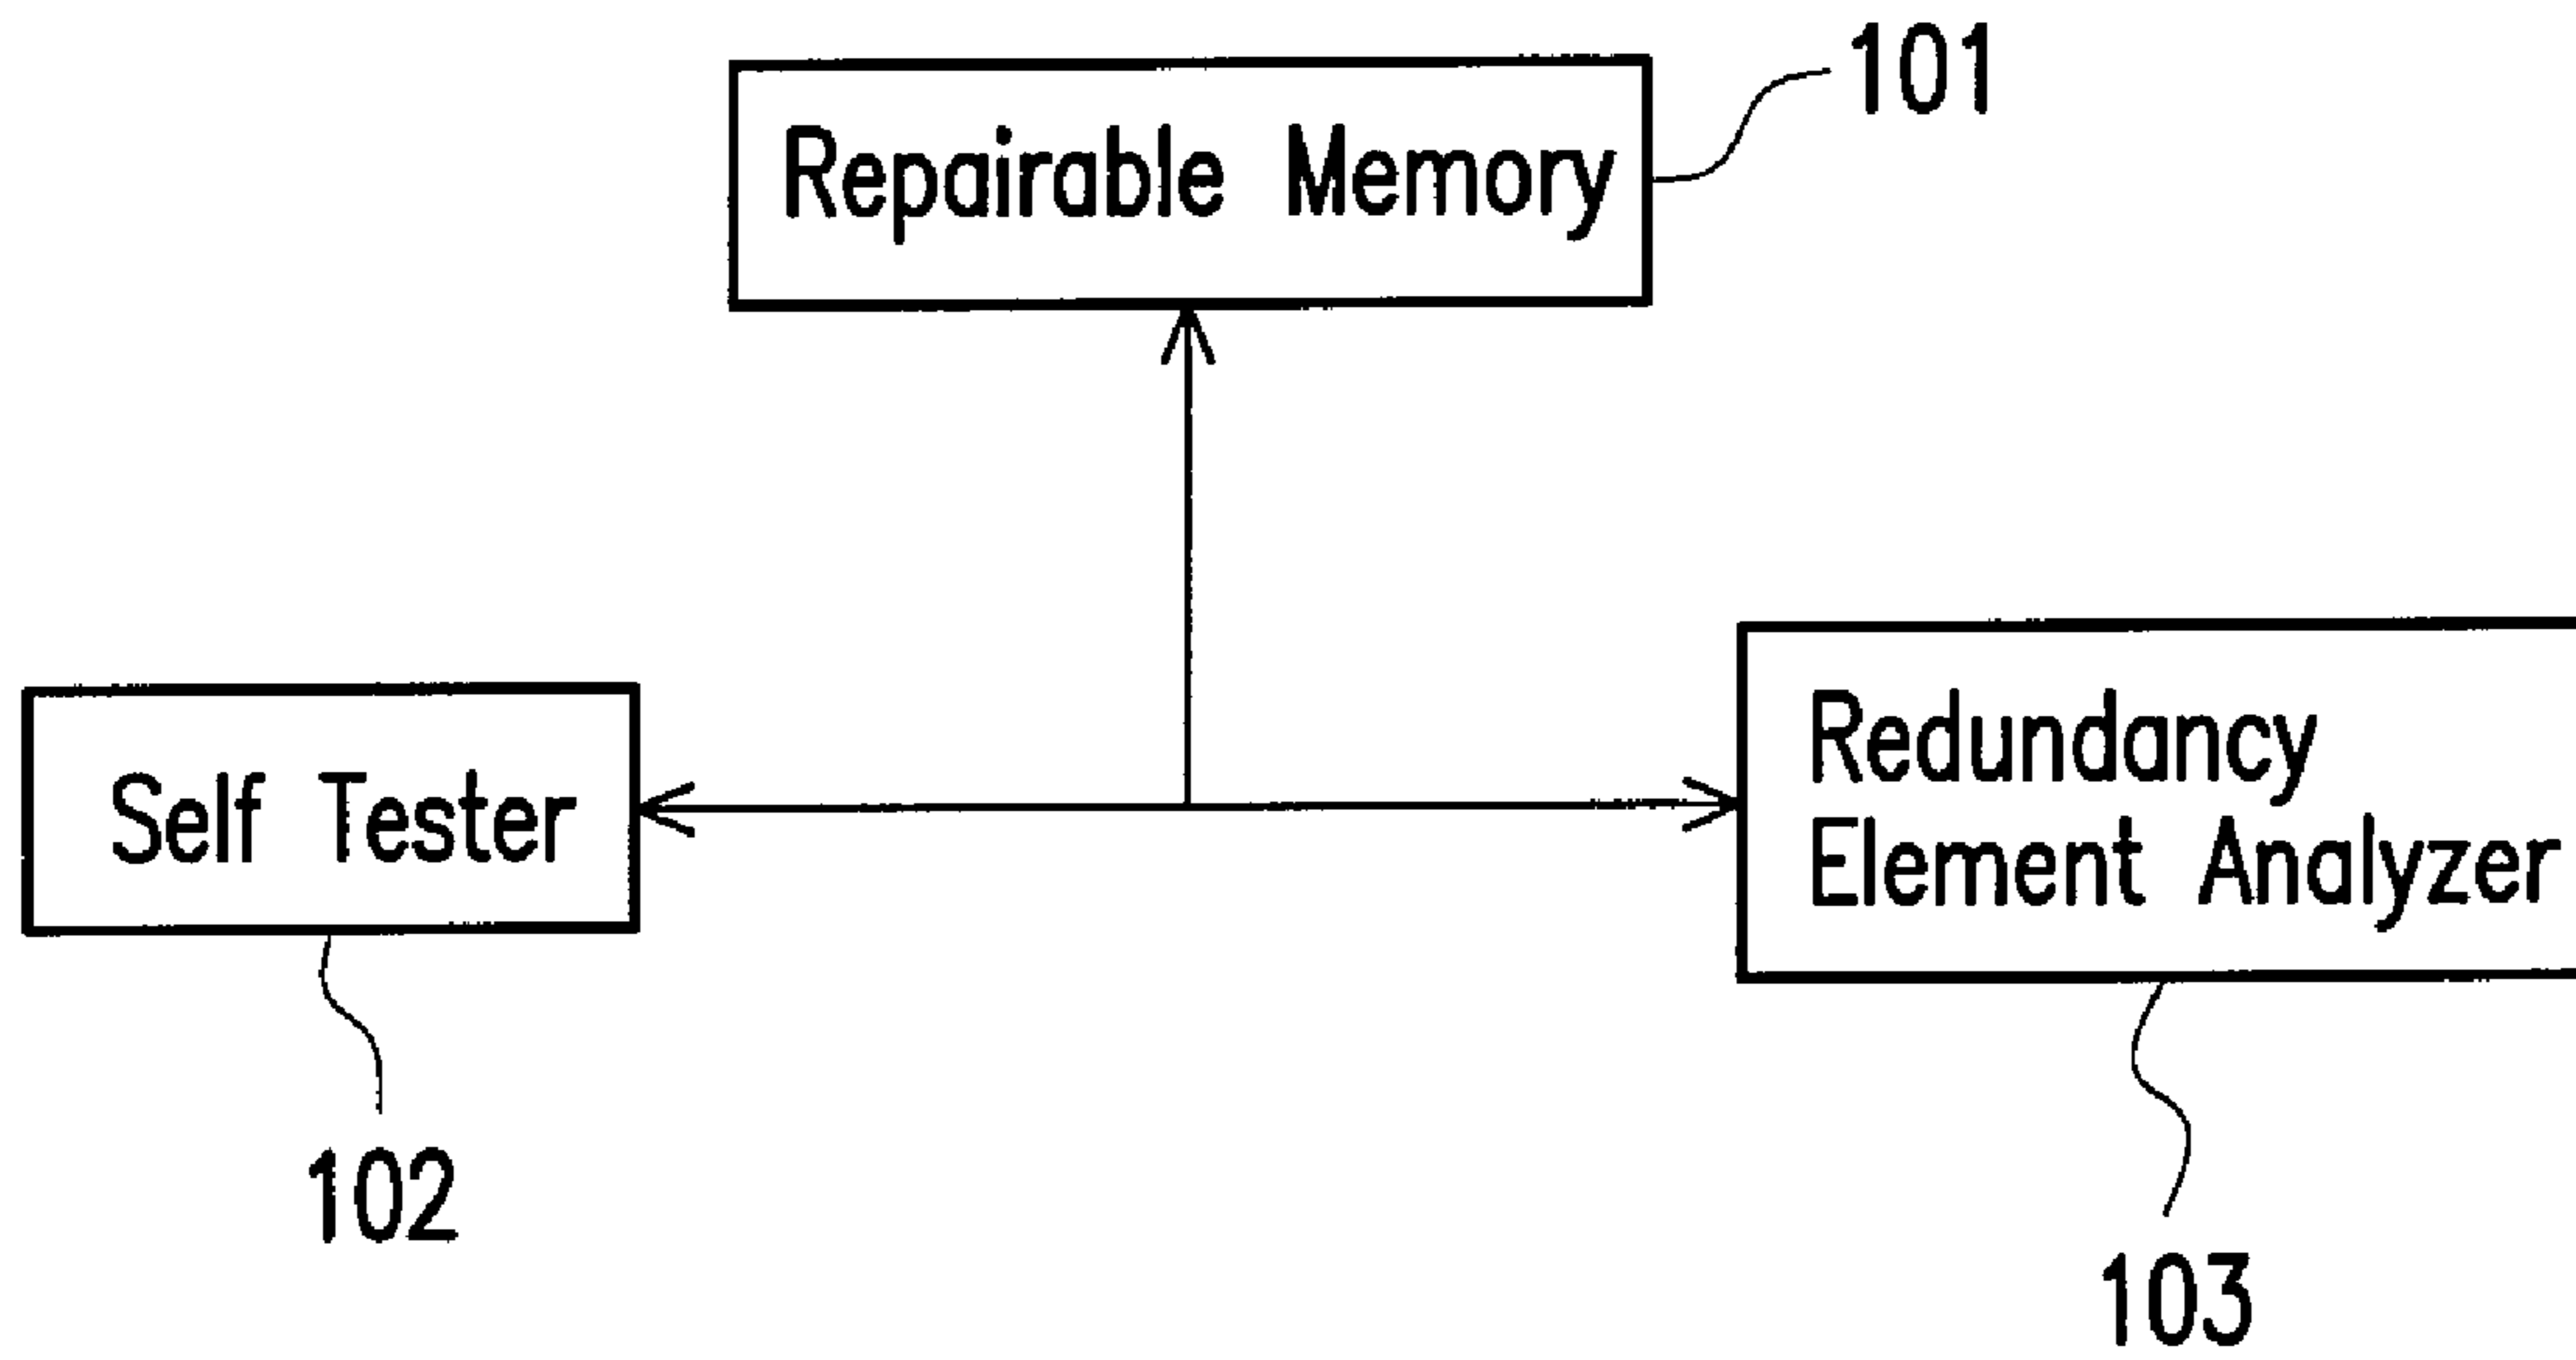 101
Repairable Memory
Self Tester
Redundancy
Element Analyzer
102
103